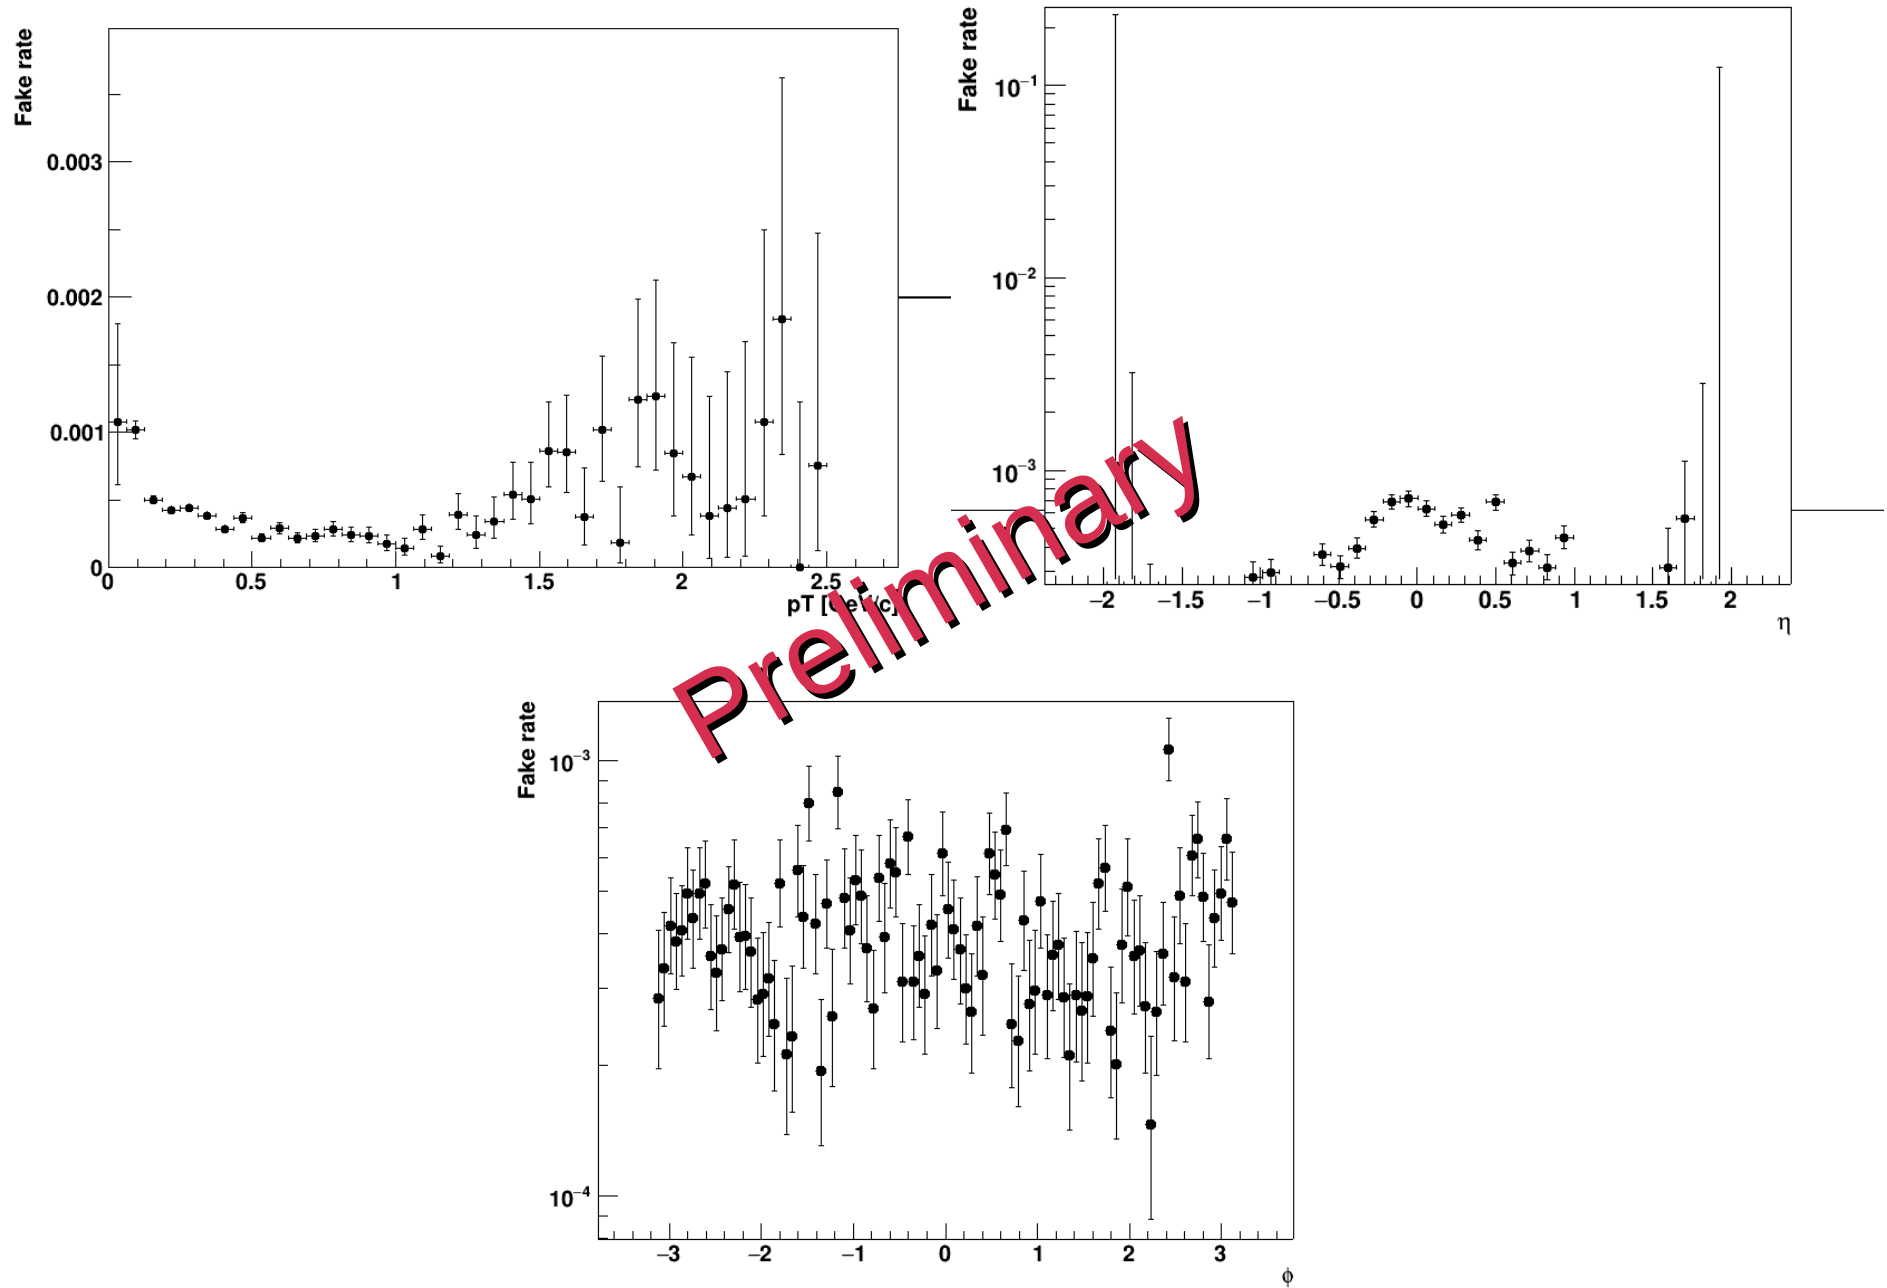 Fake rate
0.003
0.002
0.001
0
0 0.5 1 1.5 2 2.5
pT [GeV/c]
Fake rate
10⁻¹
10⁻²
10⁻³
−2 −1.5 −1 −0.5 0 0.5 1 1.5 2
η
Preliminary
Fake rate
10⁻³
10⁻⁴
−3 −2 −1 0 1 2 3
ϕ